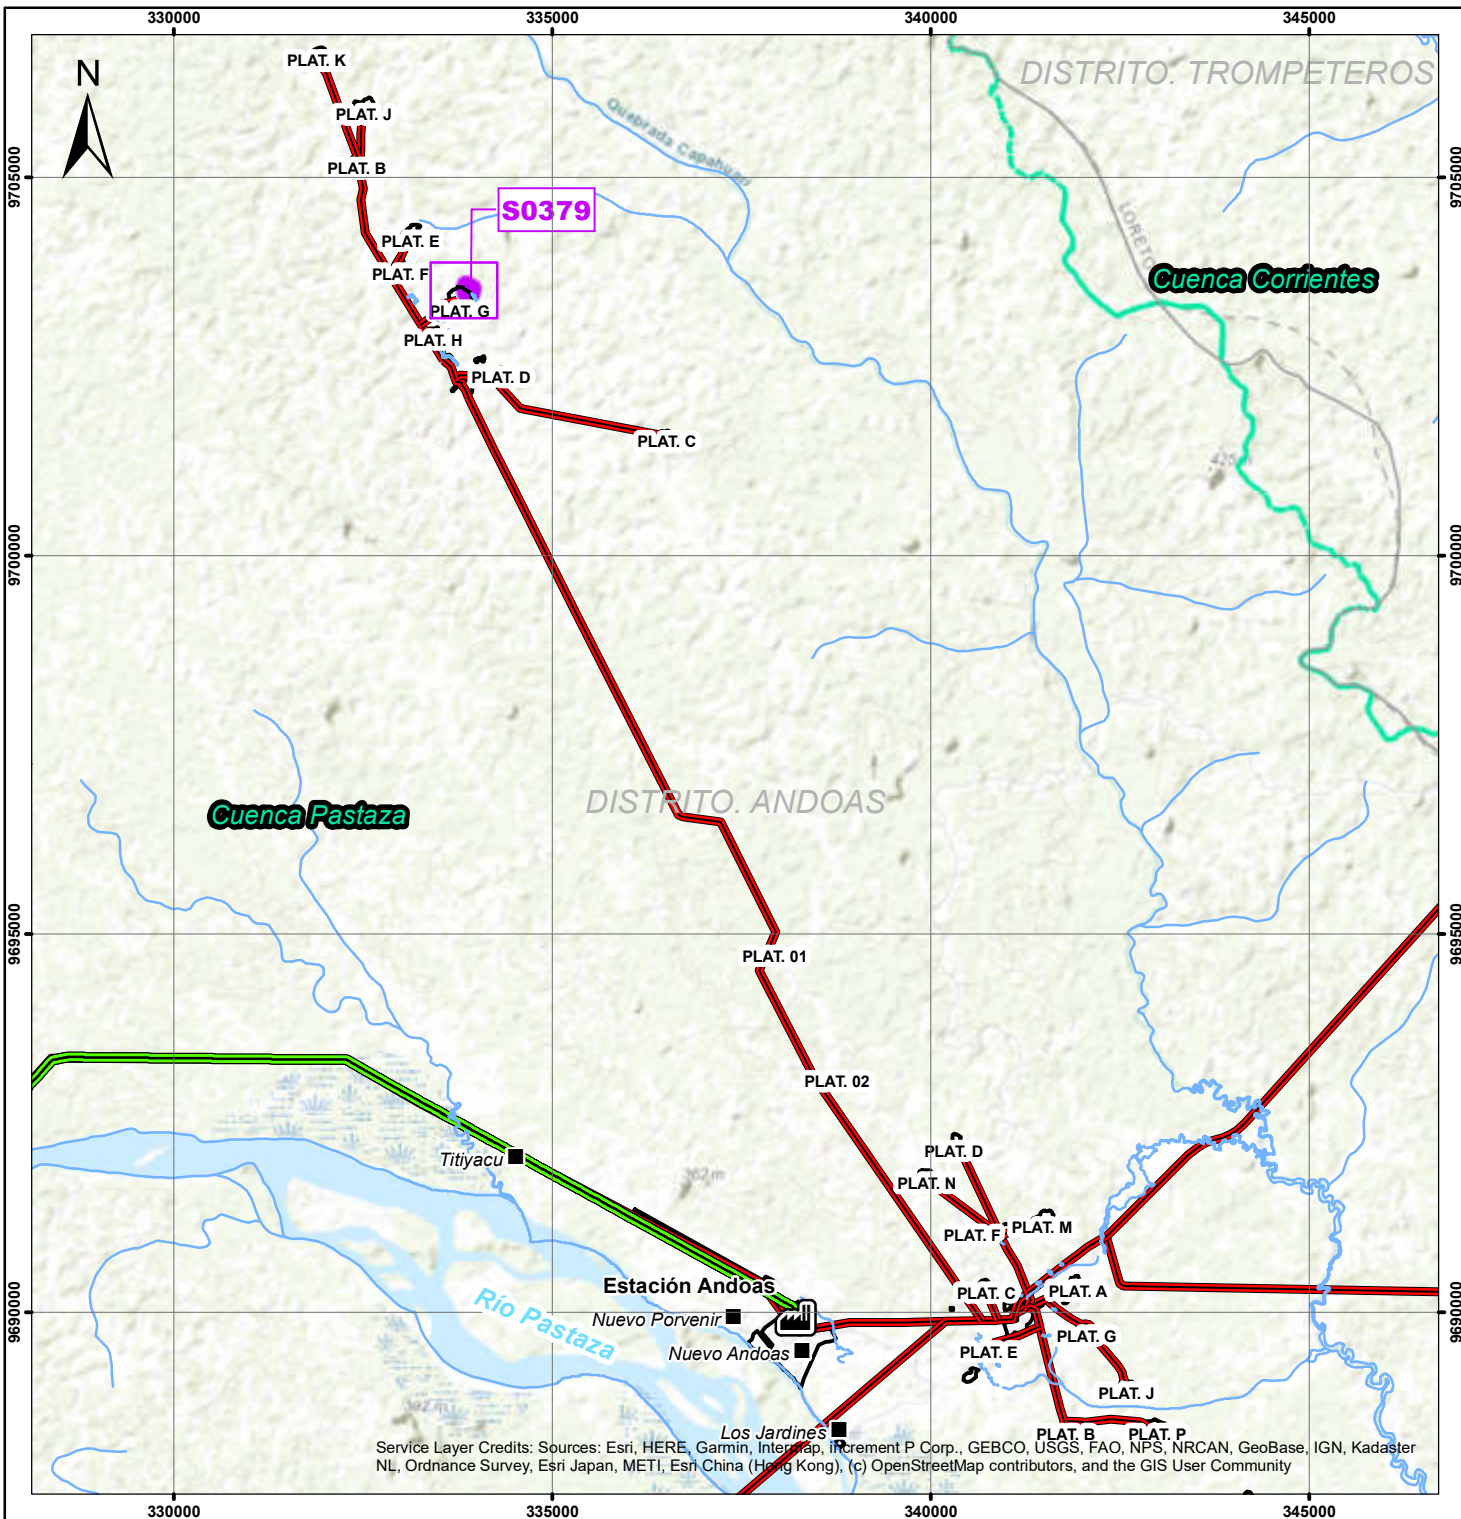 330000
335000
340000
345000
N
PLAT. K
DISTRITO. TROMPETEROS
PLAT. J
Quebrada Capahuari
PLAT. B
9705000
9705000
S0379
LORETO
PLAT. E
PLAT. F
Cuenca Corrientes
PLAT. G
PLAT. H
PLAT. D
PLAT. C
9700000
9700000
DISTRITO. ANDOAS
Cuenca Pastaza
9695000
9695000
PLAT. 01
PLAT. 02
PLAT. D
Titiyacu
362 m
PLAT. N
PLAT. M
PLAT. F
Estación Andoas
PLAT. C
PLAT. A
Río Pastaza
Nuevo Porvenir
9690000
9690000
PLAT. G
Nuevo Andoas
PLAT. E
PLAT. J
Los Jardines
PLAT. B
PLAT. P
Service Layer Credits: Sources: Esri, HERE, Garmin, Intermap, increment P Corp., GEBCO, USGS, FAO, NPS, NRCAN, GeoBase, IGN, Kadaster
NL, Ordnance Survey, Esri Japan, METI, Esri China (Hong Kong), (c) OpenStreetMap contributors, and the GIS User Community
330000
335000
340000
345000